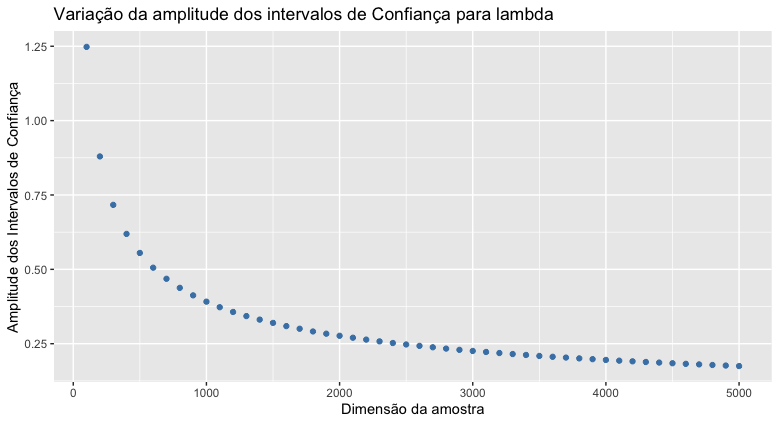 Variação da amplitude dos intervalos de Confiança para lambda
Amplitude dos Intervalos de Confiança
1.25
1.00
0.75
0.50
0.25
0 1000 2000 3000 4000 5000
Dimensão da amostra